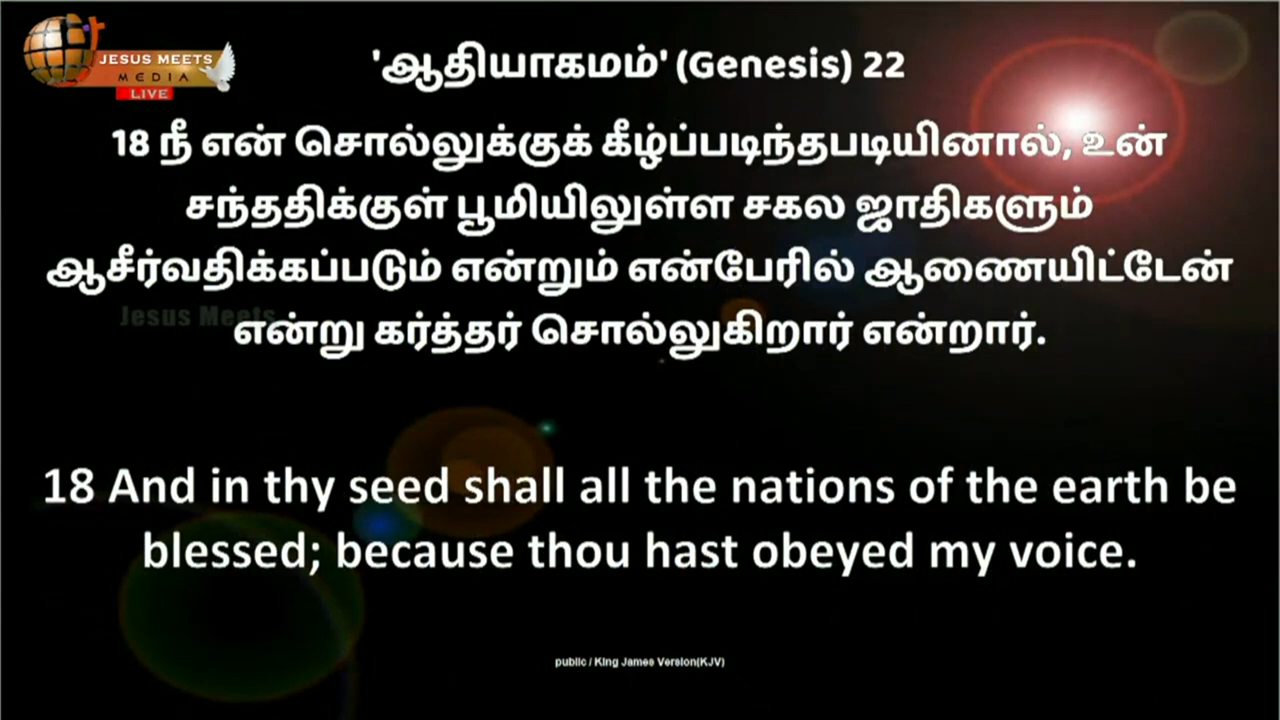 JESUS MEETS
MEDIA
LIVE
'ஆதியாகமம்' (Genesis) 22
18 நீ என் சொல்லுக்குக் கீழ்ப்படிந்தபடியினால், உன்
சந்ததிக்குள் பூமியிலுள்ள சகல ஜாதிகளும்
ஆசீர்வதிக்கப்படும் என்றும் என்பேரில் ஆணையிட்டேன்
Jesus Meets
என்று கர்த்தர் சொல்லுகிறார் என்றார்.
18 And in thy seed shall all the nations of the earth be
blessed; because thou hast obeyed my voice.
public / King James Version(KJV)